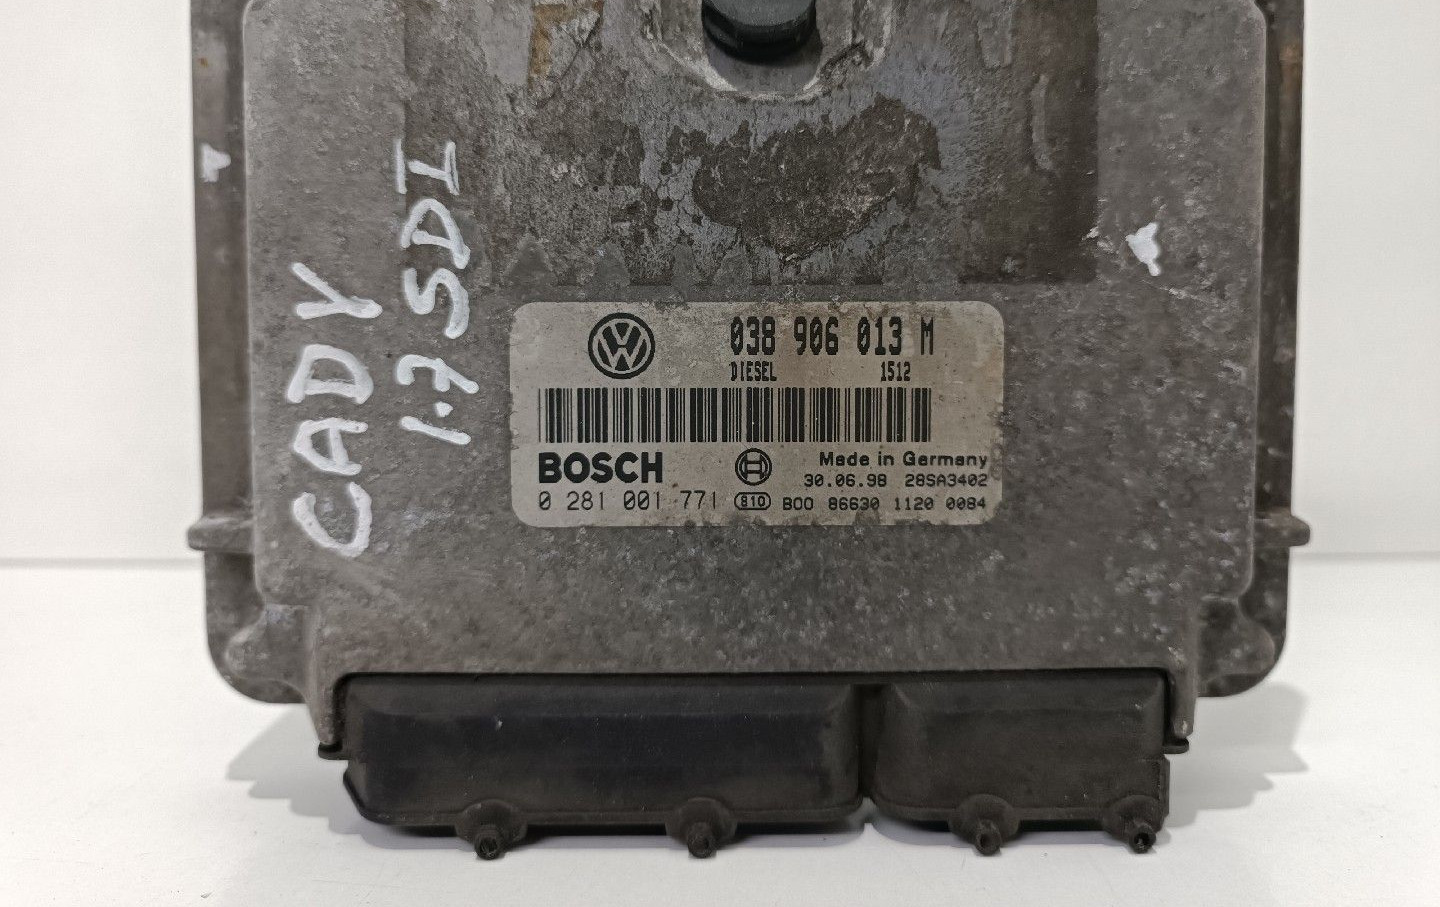 CADY
1.7 SDI
038 906 013 M
DIESEL 1512
BOSCH
Made in Germany
30.06.98 28SA3402
0 281 001 771 810 B00 86630 1120 0084